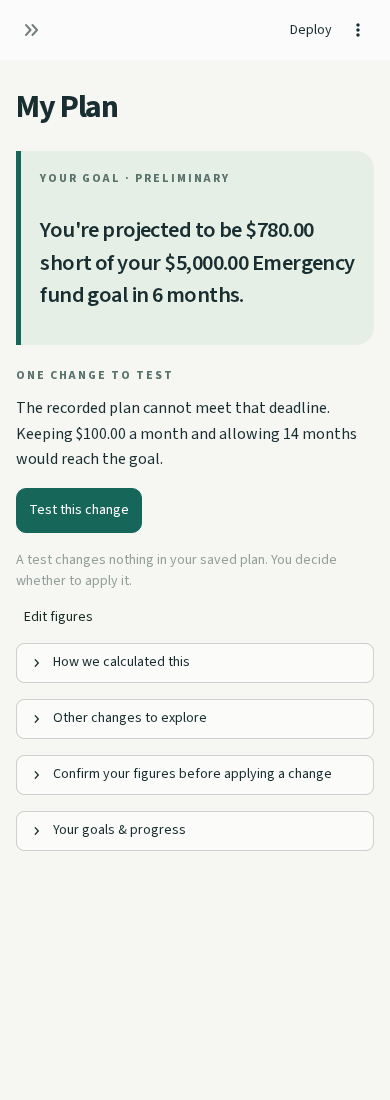 Deploy
My Plan
YOUR GOAL · PRELIMINARY
You're projected to be $780.00
short of your $5,000.00 Emergency
fund goal in 6 months.
ONE CHANGE TO TEST
The recorded plan cannot meet that deadline.
Keeping $100.00 a month and allowing 14 months
would reach the goal.
Test this change
A test changes nothing in your saved plan. You decide
whether to apply it.
Edit figures
How we calculated this
Other changes to explore
Confirm your figures before applying a change
Your goals & progress